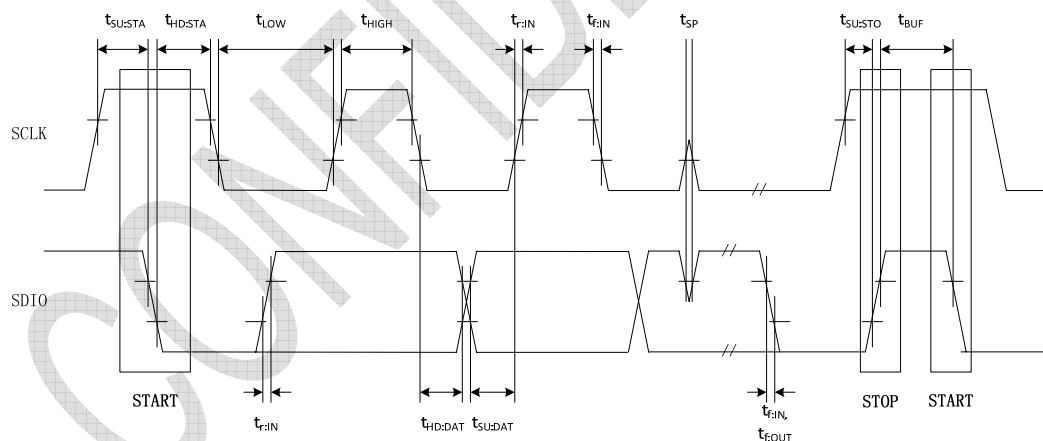 tSU:STA tHD:STA tLOW tHIGH tr:IN tf:IN tSP tSU:STO tBUF
SCLK
SDIO
START STOP START
tr:IN tHD:DAT tSU:DAT tf:IN,
tf:OUT
CONFIDE